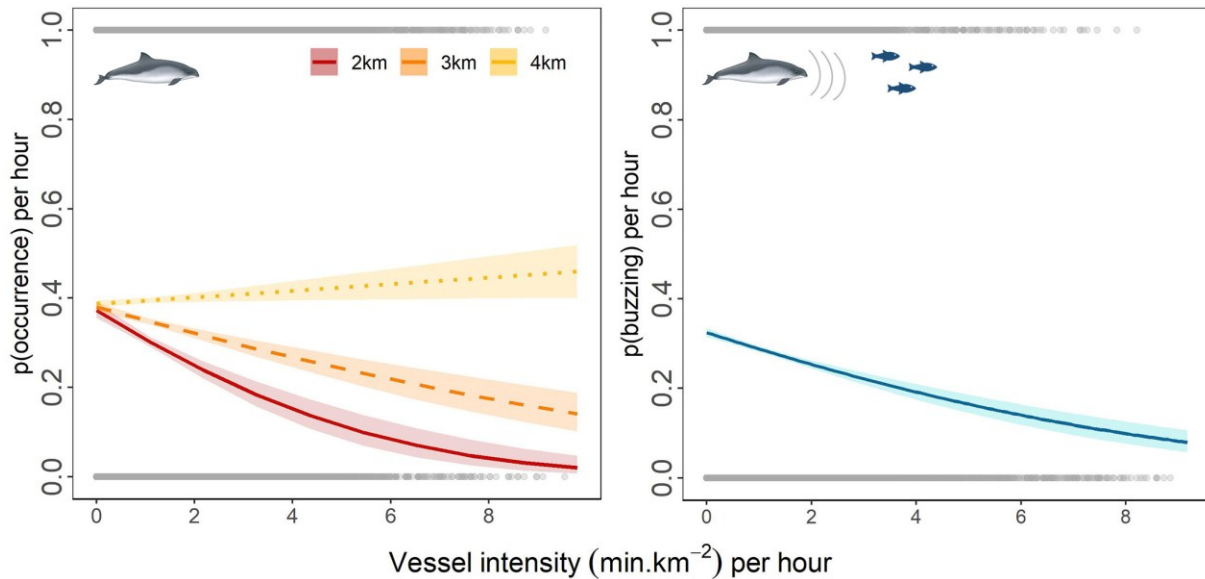 2km 3km 4km
p(occurrence) per hour
1.0
0.8
0.6
0.4
0.2
0.0
0 2 4 6 8
p(buzzing) per hour
1.0
0.8
0.6
0.4
0.2
0.0
0 2 4 6 8
Vessel intensity (min.km⁻²) per hour